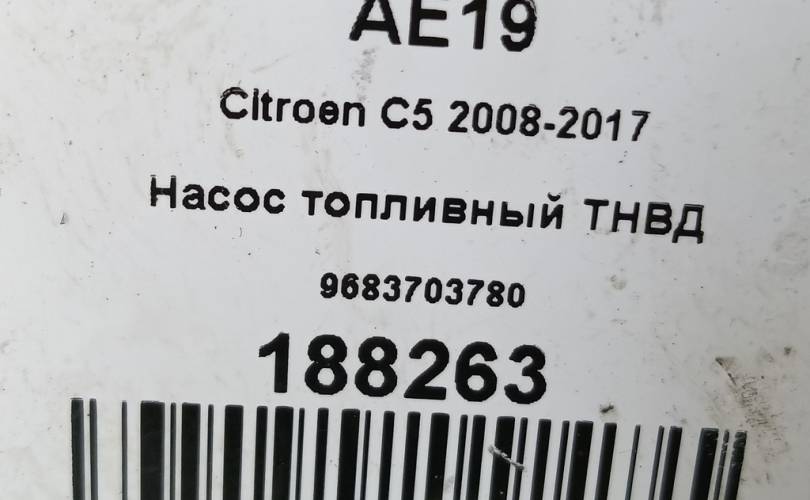 AE19
Citroen C5 2008-2017
Насос топливный ТНВД
9683703780
188263